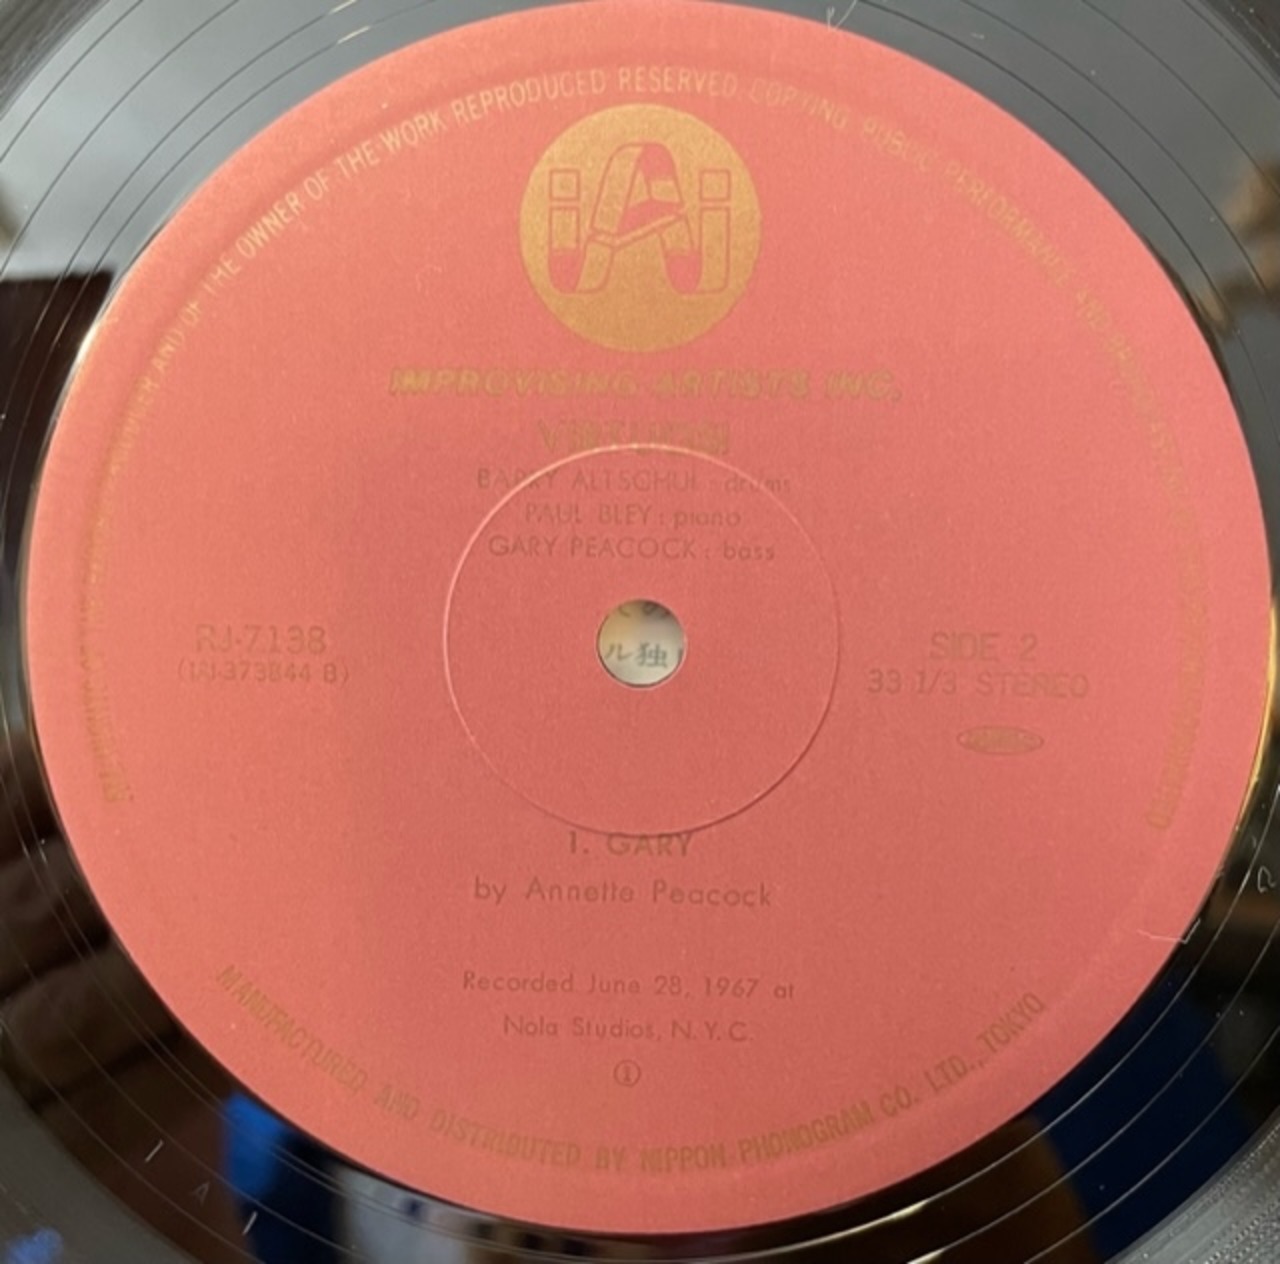 OF THE OWNER OF THE WORK REPRODUCED RESERVED COPYING PUBLIC PERFORMANCE AND
iAi
IMPROVISING ARTISTS INC.
VIRTUOSI
BARRY ALTSCHUL : drums
PAUL BLEY : piano
GARY PEACOCK : bass
RJ-7138
SIDE 2
33 1/3 STEREO
ル独
1. GARY
by Annette Peacock
Recorded June 28, 1967 at
Nola Studios, N.Y.C.
MANUFACTURED AND DISTRIBUTED BY NIPPON PHONOGRAM CO. LTD., TOKYO